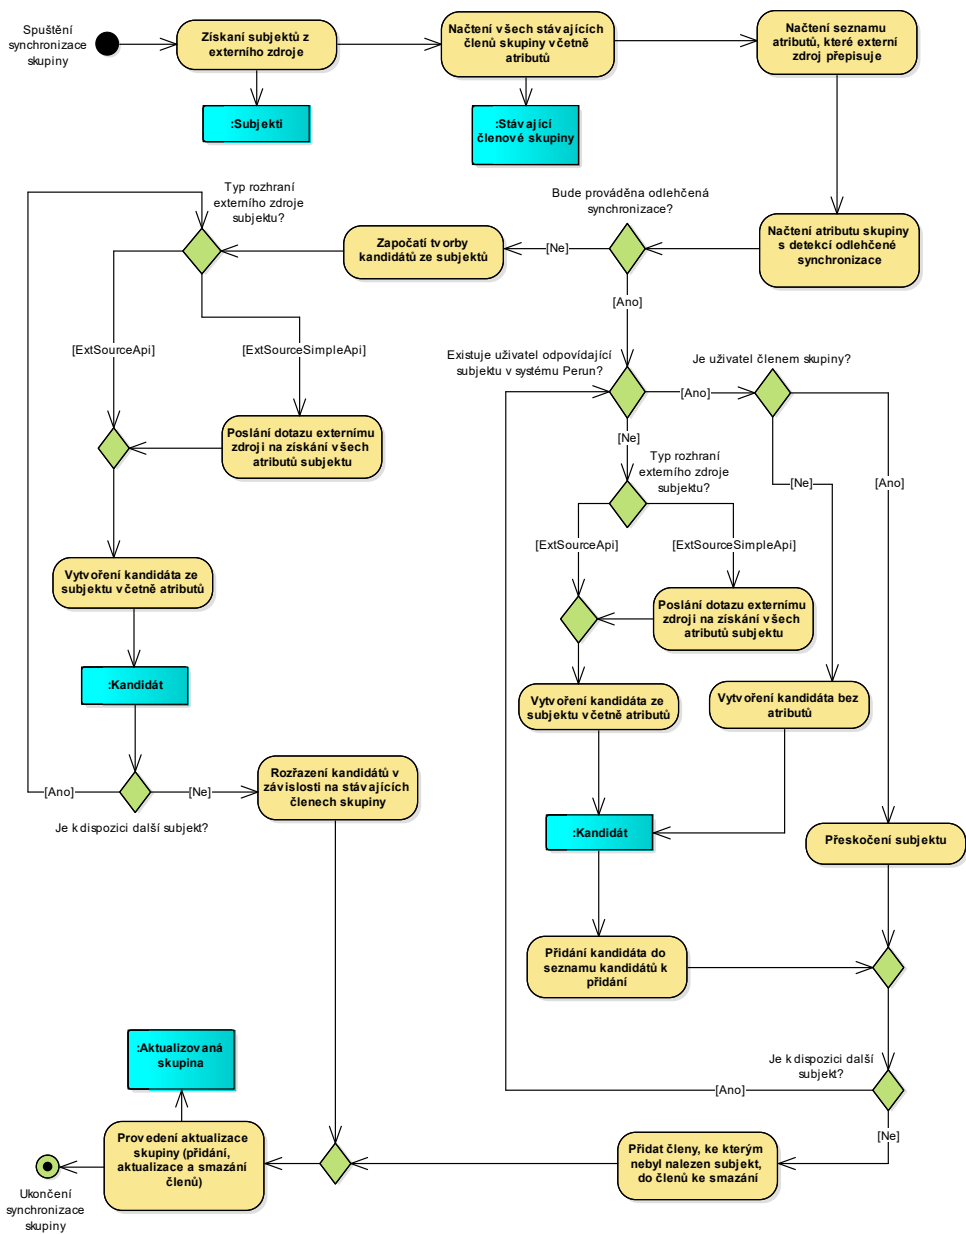 Spuštění
synchronizace
skupiny
Získaní subjektů z
externího zdroje
Načtení všech stávajících
členů skupiny včetně
atributů
Načtení seznamu
atributů, které externí
zdroj přepisuje
:Subjekti
:Stávající
členové skupiny
Typ rozhraní
externího zdroje
subjektu?
Bude prováděna odlehčená
synchronizace?
Započatí tvorby
kandidátů ze subjektů
[Ne]
Načtení atributu skupiny
s detekcí odlehčené
synchronizace
[Ano]
[ExtSourceApi]
[ExtSourceSimpleApi]
Existuje uživatel odpovídající
subjektu v systému Perun?
Je uživatel členem skupiny?
[Ano]
[Ne]
Poslání dotazu externímu
zdroji na získání všech
atributů subjektu
Typ rozhraní
externího zdroje
subjektu?
[Ne]
[Ano]
[ExtSourceApi]
[ExtSourceSimpleApi]
Vytvoření kandidáta ze
subjektu včetně atributů
Poslání dotazu externímu
zdroji na získání všech
atributů subjektu
:Kandidát
Vytvoření kandidáta ze
subjektu včetně atributů
Vytvoření kandidáta bez
atributů
[Ano]
[Ne]
Rozřazení kandidátů v
závislosti na stávajících
členech skupiny
Je k dispozici další subjekt?
:Kandidát
Přeskočení subjektu
Přidání kandidáta do
seznamu kandidátů k
přidání
:Aktualizovaná
skupina
Je k dispozici další
subjekt?
[Ano]
[Ne]
Provedení aktualizace
skupiny (přidání,
aktualizace a smazání
členů)
Přidat členy, ke kterým
nebyl nalezen subjekt,
do členů ke smazání
Ukončení
synchronizace
skupiny